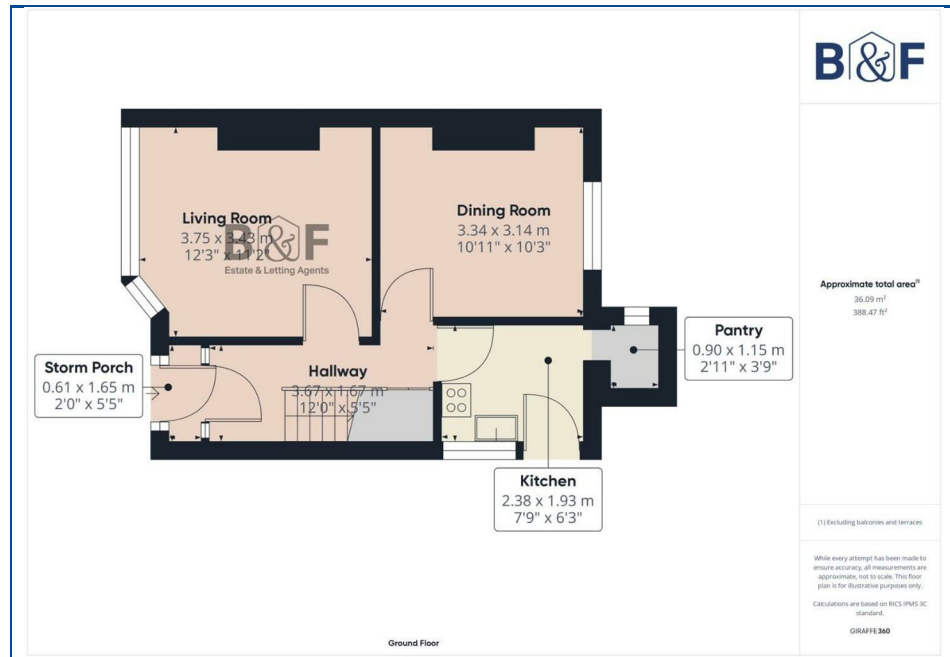 B&F
Living Room
3.75 x 3.43 m
12'3" x 11'2"
B&F
Estate & Letting Agents
Dining Room
3.34 x 3.14 m
10'11" x 10'3"
Approximate total area⁽¹⁾
36.09 m²
388.47 ft²
Pantry
0.90 x 1.15 m
2'11" x 3'9"
Storm Porch
0.61 x 1.65 m
2'0" x 5'5"
Hallway
3.67 x 1.67 m
12'0" x 5'5"
Kitchen
2.38 x 1.93 m
7'9" x 6'3"
(1) Excluding balconies and terraces
While every attempt has been made to
ensure accuracy, all measurements are
approximate, not to scale. This floor
plan is for illustrative purposes only.
Calculations are based on RICS IPMS 3C
standard.
GIRAFFE360
Ground Floor